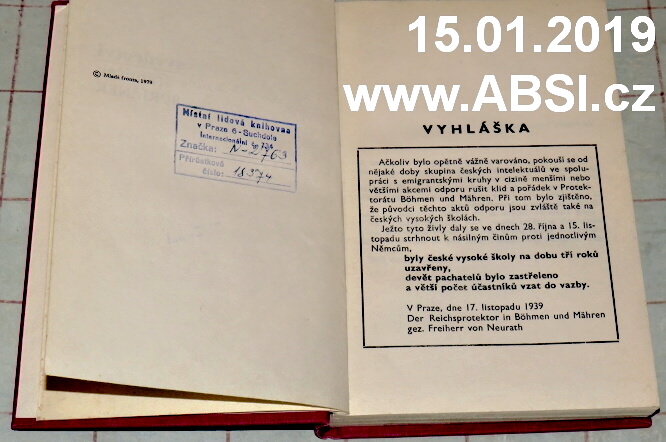 15.01.2019
www.ABSI.cz
© Mladá fronta, 1979
Místní lidová knihovna
v Praze 6-Suchdole
Internacionální
Značka: N-2763
Přírůstkové
číslo: 18374
VYHLÁŠKA
Ačkoliv bylo opětně vážně varováno, pokouší se od
nějaké doby skupina českých intelektuálů ve spolu-
práci s emigrantskými kruhy v cizině menšími nebo
většími akcemi odporu rušit klid a pořádek v Protek-
torátu Böhmen und Mähren. Při tom bylo zjištěno,
že původci těchto aktů odporu jsou zvláště také na
českých vysokých školách.
Ježto tyto živly daly se ve dnech 28. října a 15. lis-
topadu strhnout k násilným činům proti jednotlivým
Němcům,
byly české vysoké školy na dobu tří roků
uzavřeny,
devět pachatelů bylo zastřeleno
a větší počet účastníků vzat do vazby.
V Praze, dne 17. listopadu 1939
Der Reichsprotektor in Böhmen und Mähren
gez. Freiherr von Neurath